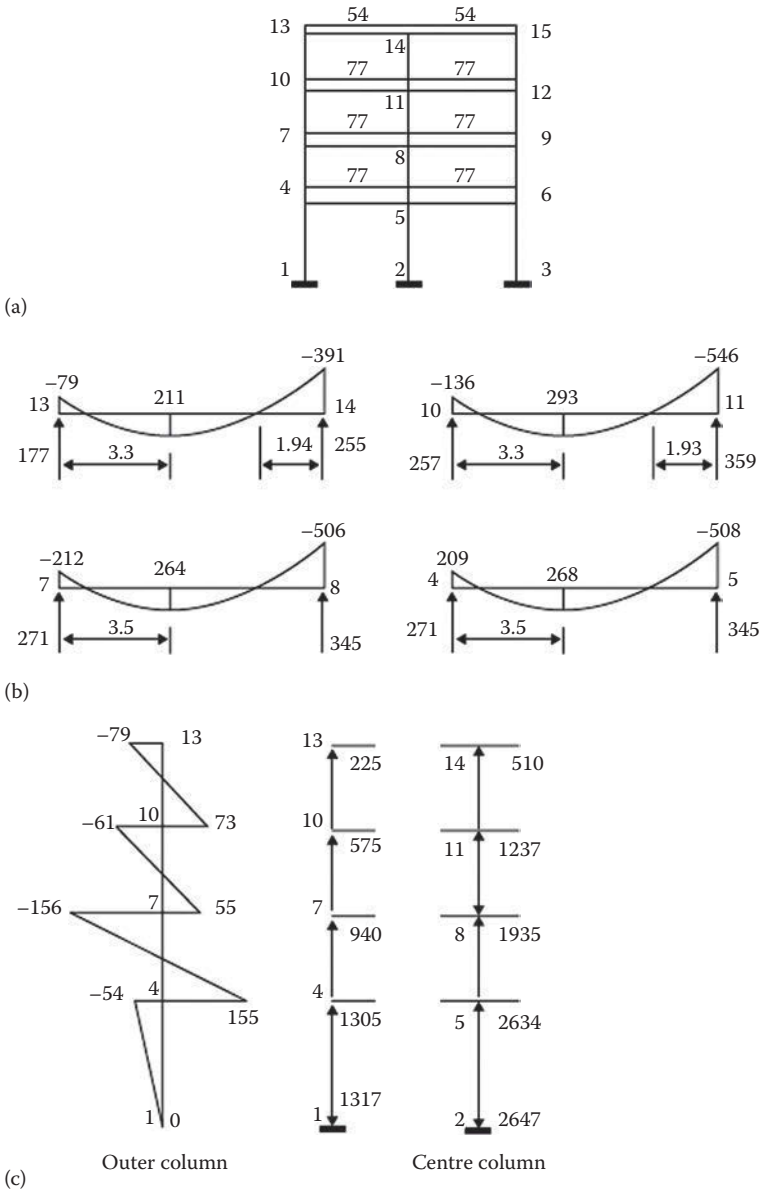 54 54
13 15
14
77 77
10 12
11
77 77
7 9
8
77 77
4 6
5
1 2 3
(a)
−391 −546
−79 211 −136 293
13 14 10 11
177 3.3 1.94 255 257 3.3 1.93 359
−506 −508
−212 264 209 268
7 8 4 5
271 3.5 345 271 3.5 345
(b)
−79 13 13 225 14 510
−61 10 73 10 575 11 1237
−156 7 55 7 940 8 1935
−54 4 155 4 1305 5 2634
1 0 1 1317 2 2647
Outer column Centre column
(c)